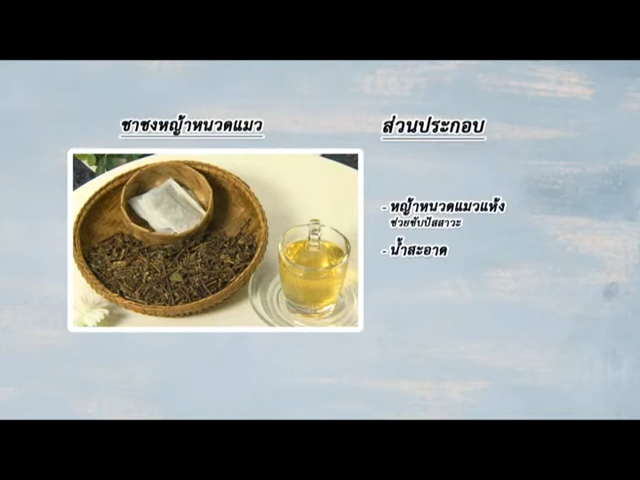 ชาชงหญ้าหนวดแมว
ส่วนประกอบ
- หญ้าหนวดแมวแห้ง
ช่วยขับปัสสาวะ
- น้ำสะอาด